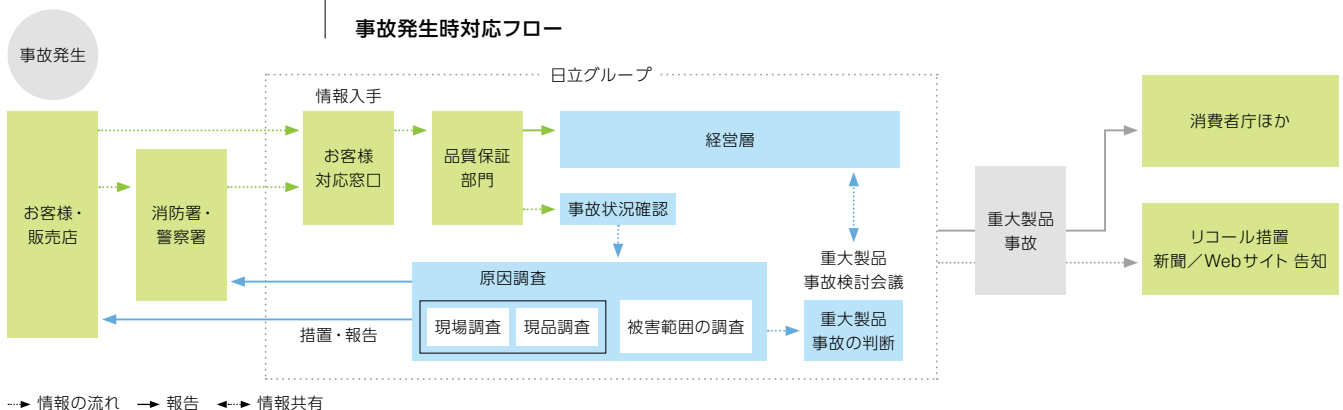 事故発生時対応フロー
事故発生
日立グループ
情報入手
お客様・
販売店
消防署・
警察署
お客様
対応窓口
品質保証
部門
経営層
事故状況確認
原因調査
現場調査
現品調査
被害範囲の調査
措置・報告
重大製品
事故検討会議
重大製品
事故の判断
重大製品
事故
消費者庁ほか
リコール措置
新聞／Webサイト 告知
情報の流れ 報告 情報共有